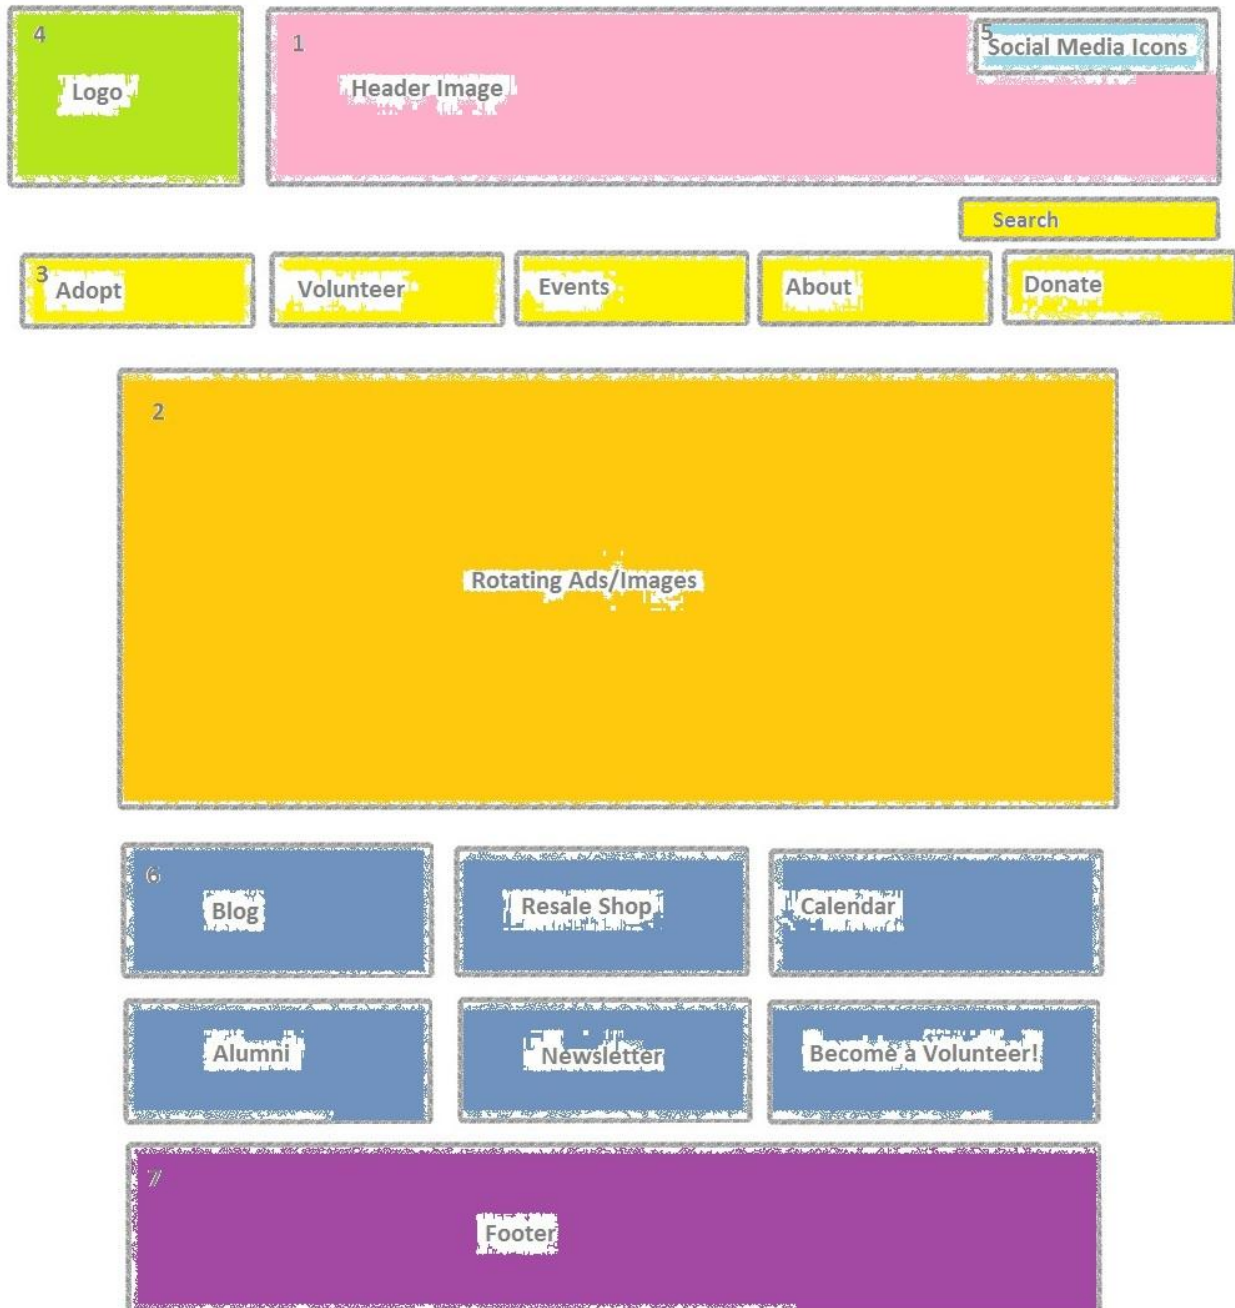 4
Logo
1
Header Image
5
Social Media Icons
Search
3
Adopt
Volunteer
Events
About
Donate
2
Rotating Ads/Images
6
Blog
Resale Shop
Calendar
Alumni
Newsletter
Become a Volunteer!
7
Footer